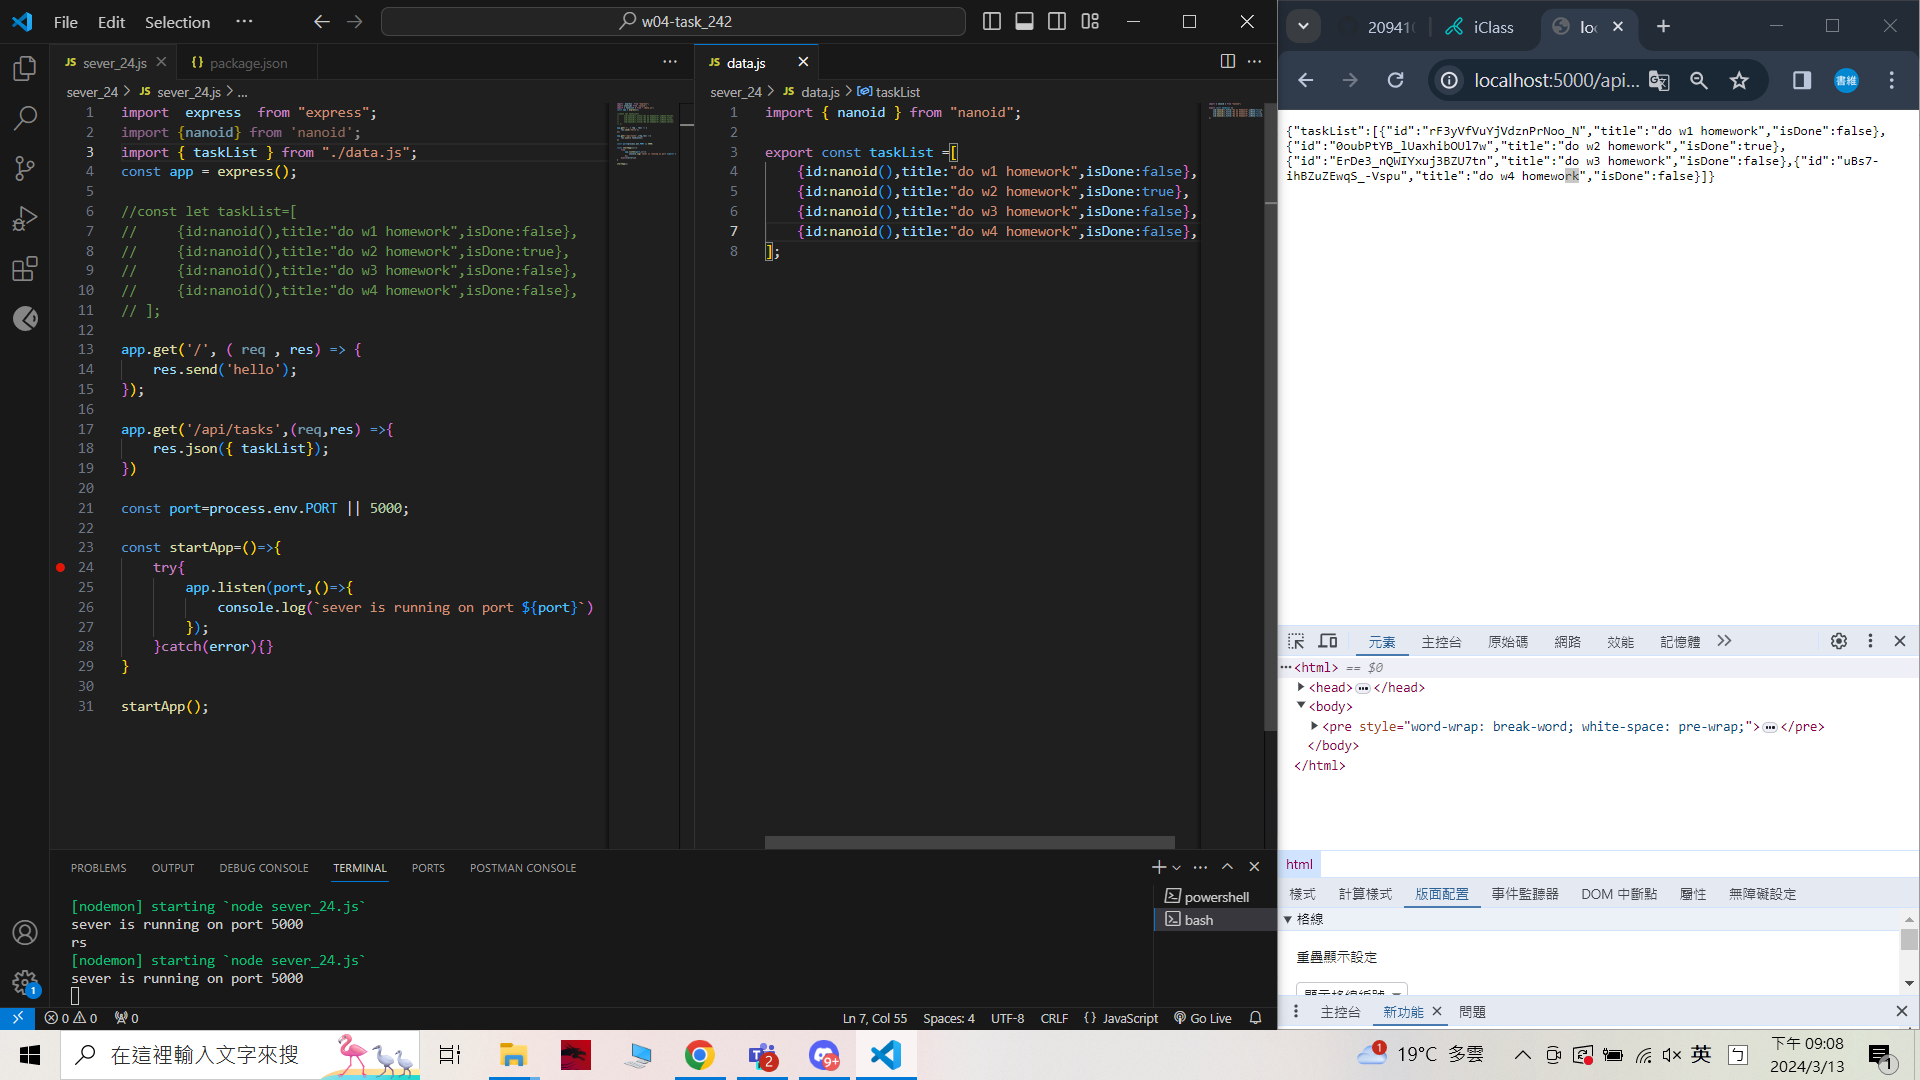 File Edit Selection ··· w04-task_242
sever_24.js package.json ···
sever_24 > JS sever_24.js > ...
1 import  express  from "express";
2 import {nanoid} from 'nanoid';
3 import { taskList } from "./data.js";
4 const app = express();
5
6 //const let taskList=[
7 //     {id:nanoid(),title:"do w1 homework",isDone:false},
8 //     {id:nanoid(),title:"do w2 homework",isDone:true},
9 //     {id:nanoid(),title:"do w3 homework",isDone:false},
10 //     {id:nanoid(),title:"do w4 homework",isDone:false},
11 // ];
12
13 app.get('/', ( req , res) => {
14     res.send('hello');
15 });
16
17 app.get('/api/tasks',(req,res) =>{
18     res.json({ taskList});
19 })
20
21 const port=process.env.PORT || 5000;
22
23 const startApp=()=>{
24     try{
25         app.listen(port,()=>{
26             console.log(`sever is running on port ${port}`)
27         });
28     }catch(error){}
29 }
30
31 startApp();
JS data.js ···
sever_24 > JS data.js > taskList
1 import { nanoid } from "nanoid";
2
3 export const taskList =[
4     {id:nanoid(),title:"do w1 homework",isDone:false},
5     {id:nanoid(),title:"do w2 homework",isDone:true},
6     {id:nanoid(),title:"do w3 homework",isDone:false},
7     {id:nanoid(),title:"do w4 homework",isDone:false},
8 ];
PROBLEMS OUTPUT DEBUG CONSOLE TERMINAL PORTS POSTMAN CONSOLE
[nodemon] starting `node sever_24.js`
sever is running on port 5000
rs
[nodemon] starting `node sever_24.js`
sever is running on port 5000
powershell
bash
1
0 0 0 Ln 7, Col 55 Spaces: 4 UTF-8 CRLF {} JavaScript Go Live
20941 iClass loc
localhost:5000/api... 書維
{"taskList":[{"id":"rF3yVfVuYjVdznPrNoo_N","title":"do w1 homework","isDone":false},
{"id":"0oubPtYB_lUaxhibOUl7w","title":"do w2 homework","isDone":true},
{"id":"ErDe3_nQWIYxuj3BZU7tn","title":"do w3 homework","isDone":false},{"id":"uBs7-
ihBZuZEwqS_-Vspu","title":"do w4 homework","isDone":false}]}
元素 主控台 原始碼 網路 效能 記憶體
<html> == $0
<head> ··· </head>
<body>
<pre style="word-wrap: break-word; white-space: pre-wrap;"> ··· </pre>
</body>
</html>
html
樣式 計算樣式 版面配置 事件監聽器 DOM 中斷點 屬性 無障礙設定
格線
重疊顯示設定
顯示格線編號
主控台 新功能 問題
在這裡輸入文字來搜 2 9+ 1 19°C 多雲 英 下午 09:08
2024/3/13 1